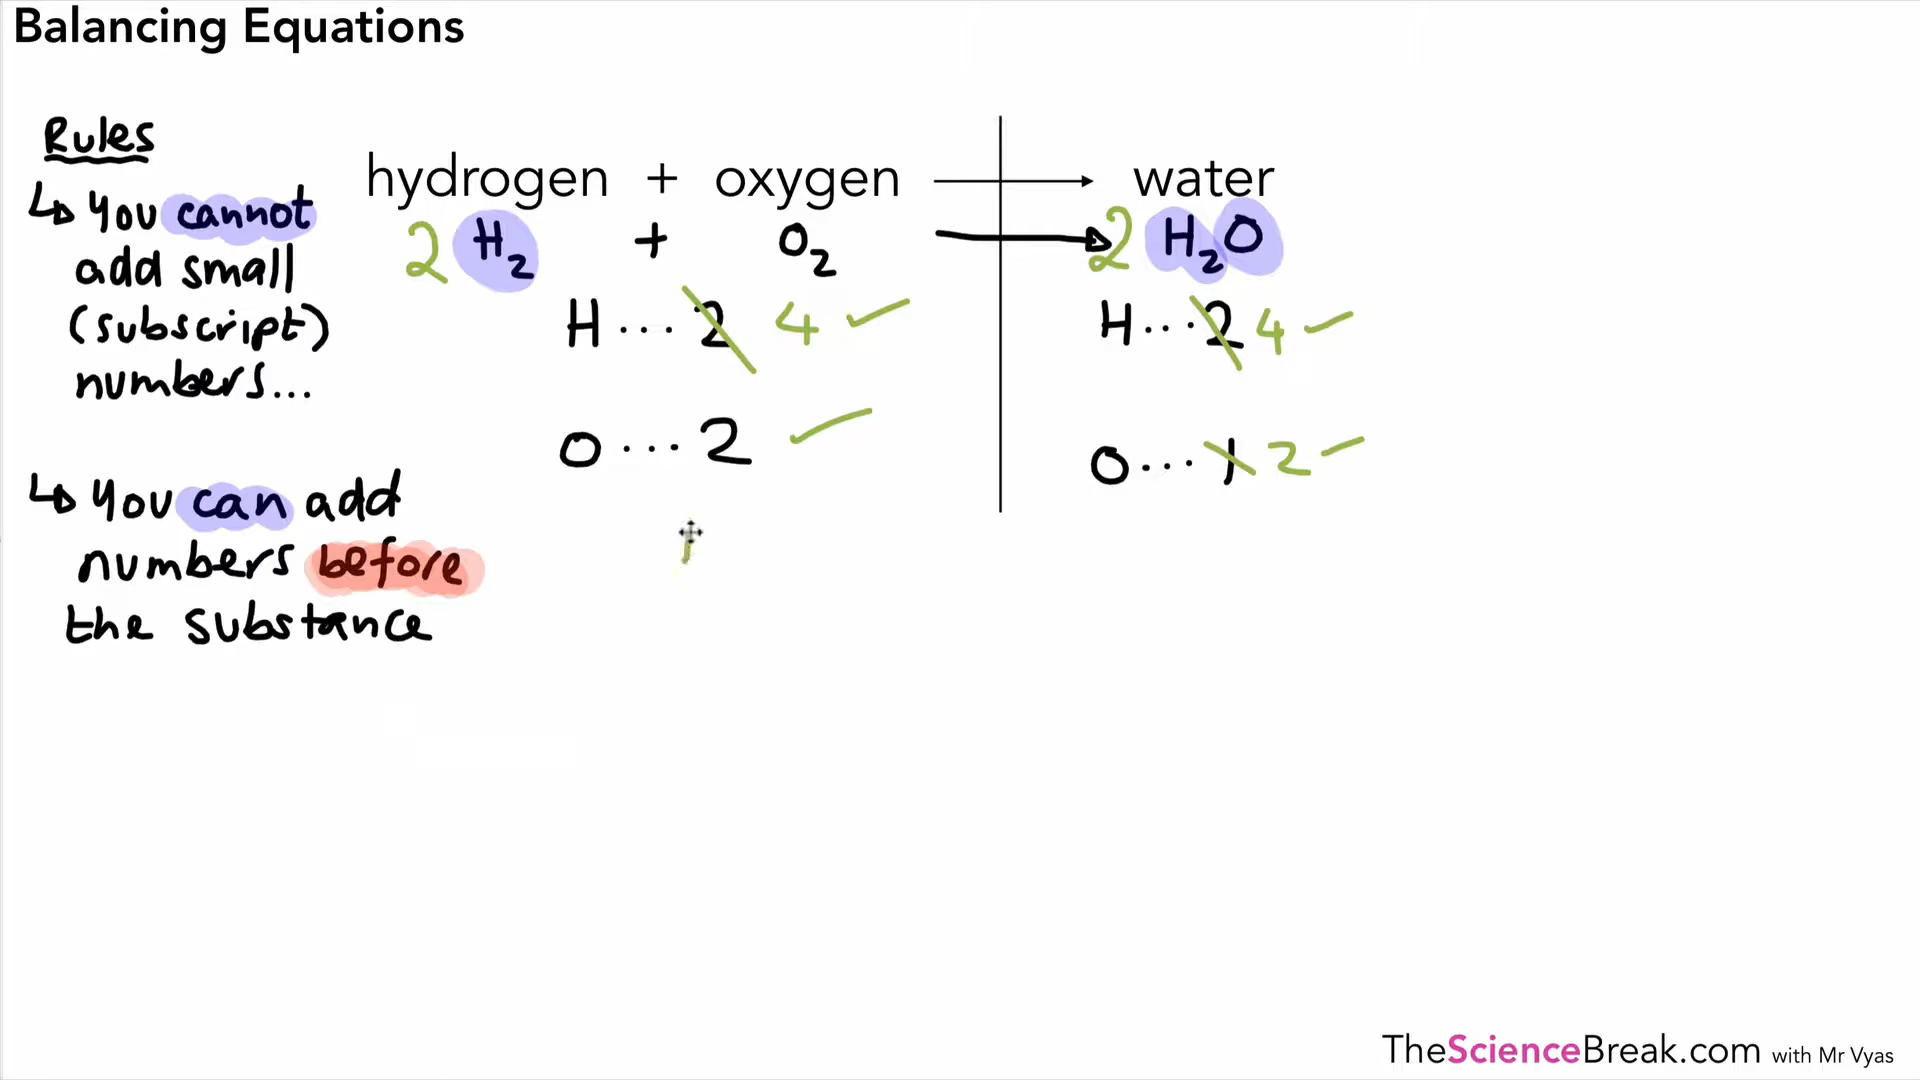 Balancing Equations
Rules
↳ You cannot
add small
(subscript)
numbers...
↳ You can add
numbers before
the substance
hydrogen + oxygen ⟶ water
2 H₂ + O₂ → 2 H₂O
H ... 2 4 ✓ H ... 2 4 ✓
O ... 2 ✓ O ... 1 2 ✓
TheScienceBreak.com with Mr Vyas